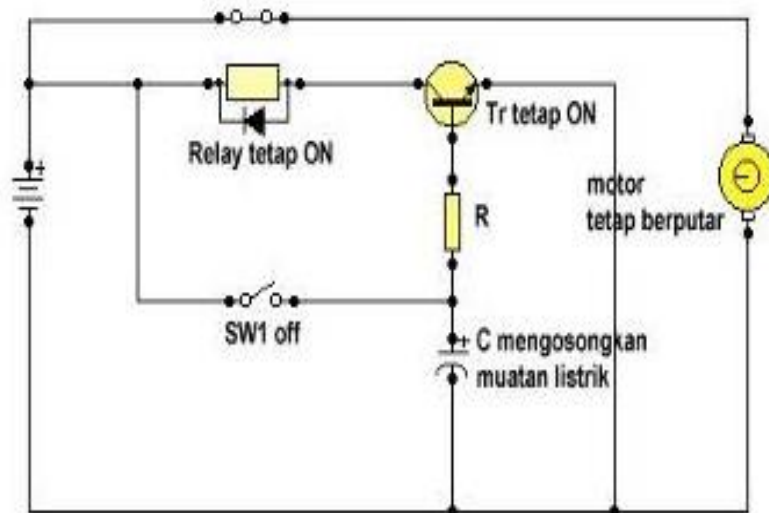 Tr tetap ON
Relay tetap ON
+
motor
tetap berputar
R
SW1 off
+ C mengosongkan
muatan listrik